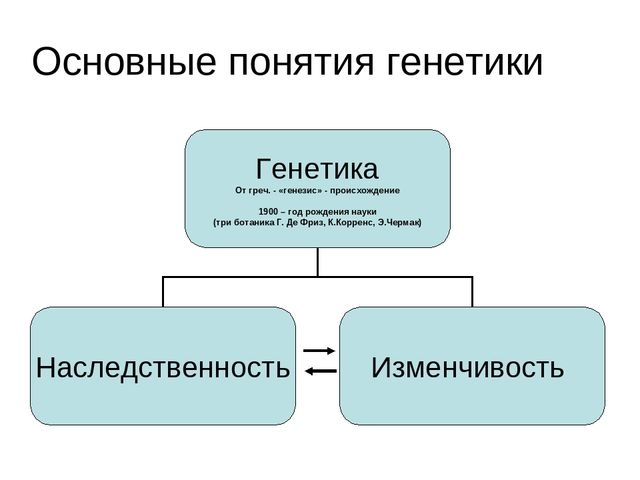 Основные понятия генетики
Генетика
От греч. - «генезис» - происхождение
1900 – год рождения науки
(три ботаника Г. Де Фриз, К.Корренс, Э.Чермак)
Наследственность
Изменчивость